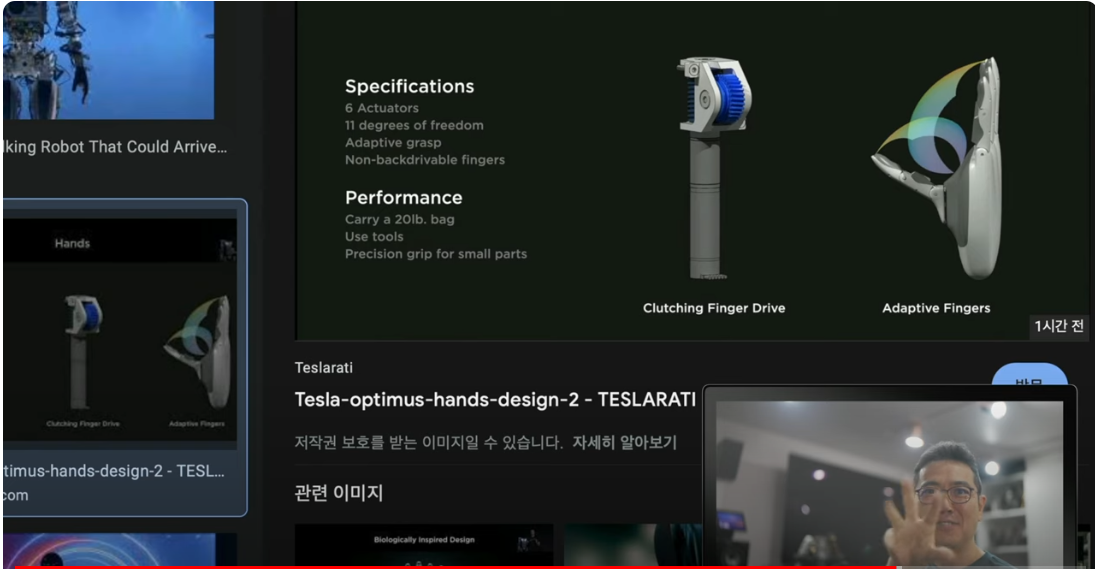 lking Robot That Could Arrive...
Hands
Clutching Finger Drive
Adaptive Fingers
timus-hands-design-2 - TESL...
com
Specifications
6 Actuators
11 degrees of freedom
Adaptive grasp
Non-backdrivable fingers
Performance
Carry a 20lb. bag
Use tools
Precision grip for small parts
Clutching Finger Drive
Adaptive Fingers
1시간 전
Teslarati
Tesla-optimus-hands-design-2 - TESLARATI
저작권 보호를 받는 이미지일 수 있습니다. 자세히 알아보기
관련 이미지
Biologically Inspired Design